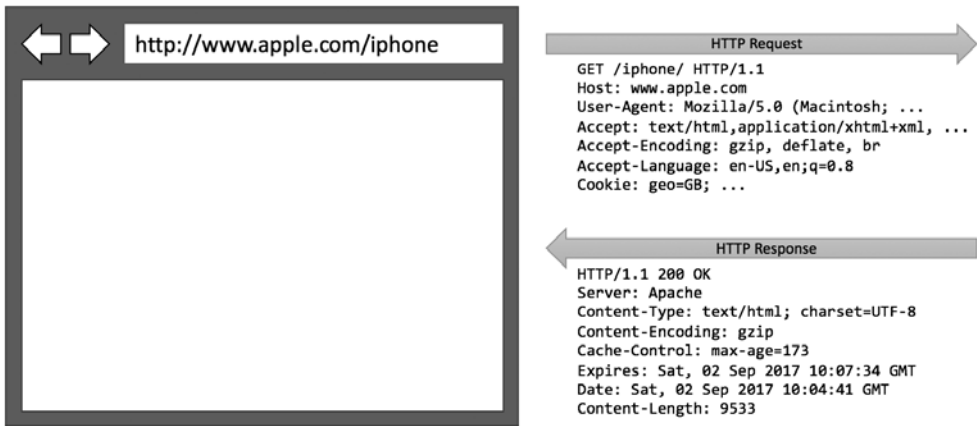 http://www.apple.com/iphone
HTTP Request
GET /iphone/ HTTP/1.1
Host: www.apple.com
User-Agent: Mozilla/5.0 (Macintosh; ...
Accept: text/html,application/xhtml+xml, ...
Accept-Encoding: gzip, deflate, br
Accept-Language: en-US,en;q=0.8
Cookie: geo=GB; ...
HTTP Response
HTTP/1.1 200 OK
Server: Apache
Content-Type: text/html; charset=UTF-8
Content-Encoding: gzip
Cache-Control: max-age=173
Expires: Sat, 02 Sep 2017 10:07:34 GMT
Date: Sat, 02 Sep 2017 10:04:41 GMT
Content-Length: 9533